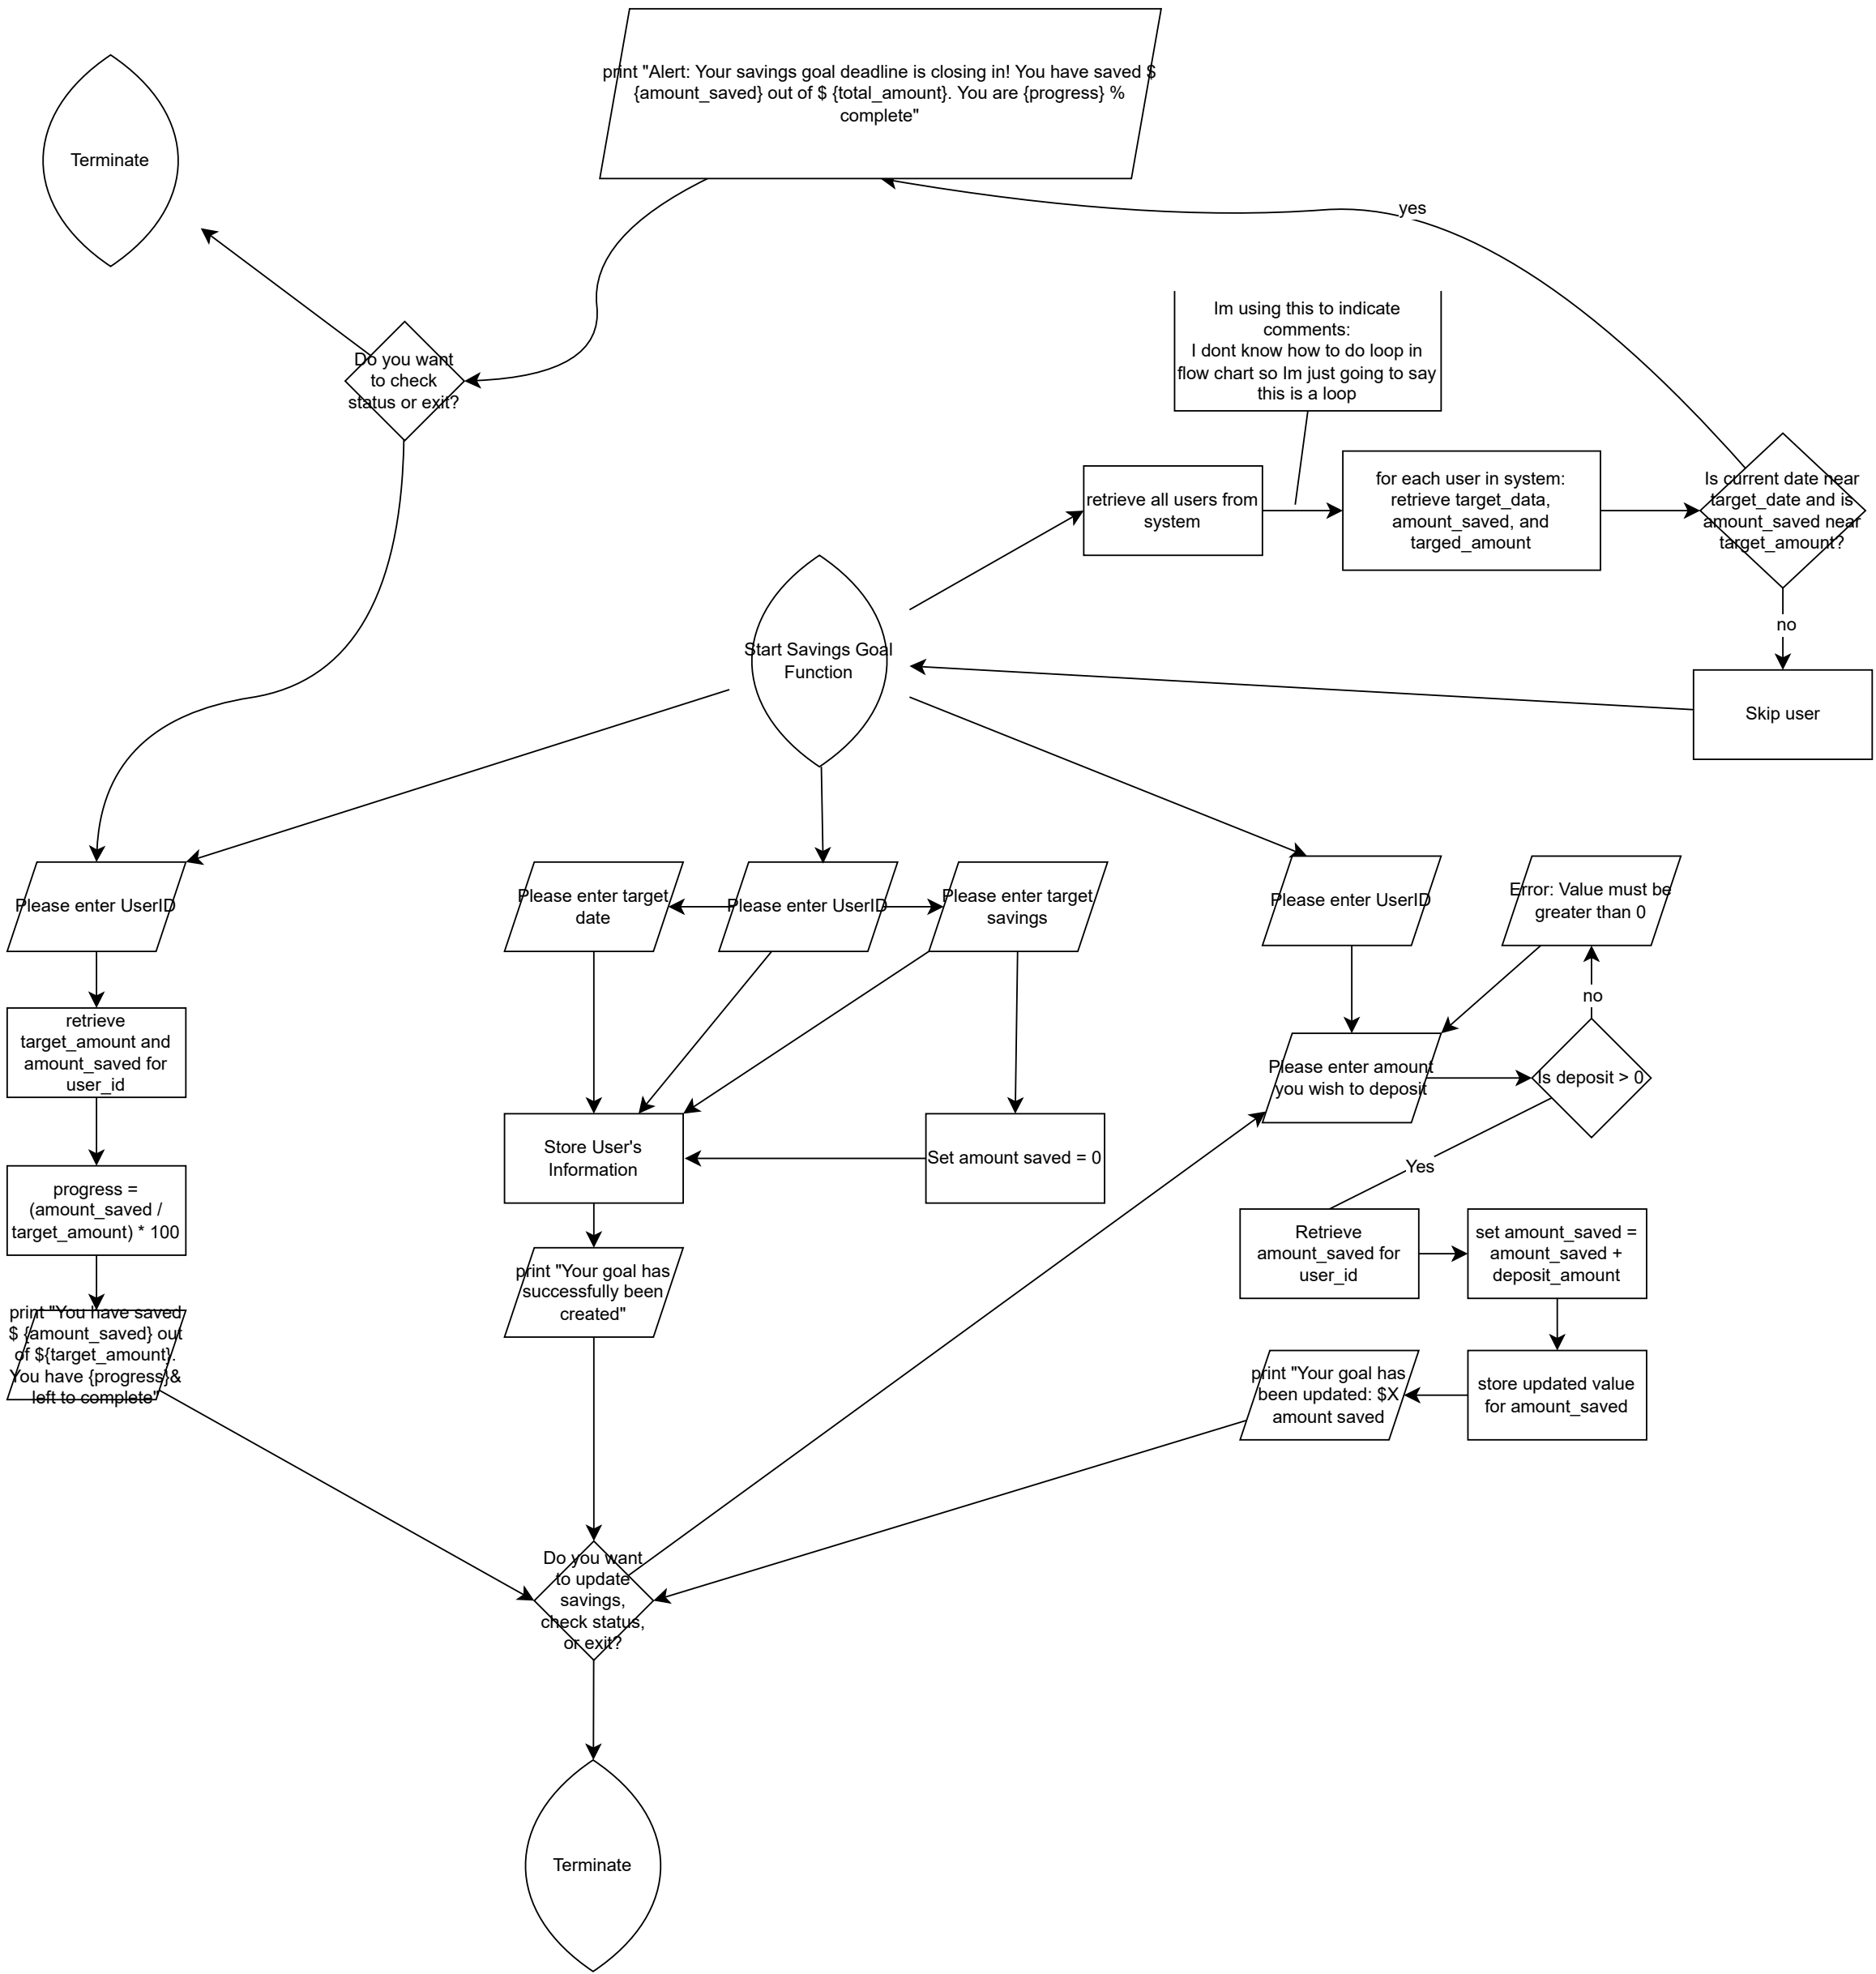 print "Alert: Your savings goal deadline is closing in! You have saved $
{amount_saved} out of $ {total_amount}. You are {progress} %
complete"
Terminate
yes
Do you want
to check
status or exit?
Im using this to indicate
comments:
I dont know how to do loop in
flow chart so Im just going to say
this is a loop
retrieve all users from
system
for each user in system:
retrieve target_data,
amount_saved, and
targed_amount
Is current date near
target_date and is
amount_saved near
target_amount?
no
Skip user
Start Savings Goal
Function
Please enter UserID
Please enter target
date
Please enter UserID
Please enter target
savings
Please enter UserID
Error: Value must be
greater than 0
no
retrieve
target_amount and
amount_saved for
user_id
Please enter amount
you wish to deposit
Is deposit > 0
Yes
Store User's
Information
Set amount saved = 0
progress =
(amount_saved /
target_amount) * 100
Retrieve
amount_saved for
user_id
set amount_saved =
amount_saved +
deposit_amount
print "Your goal has
successfully been
created"
print "You have saved
$ {amount_saved} out
of ${target_amount}.
You have {progress}&
left to complete"
print "Your goal has
been updated: $X
amount saved
store updated value
for amount_saved
Do you want
to update
savings,
check status,
or exit?
Terminate